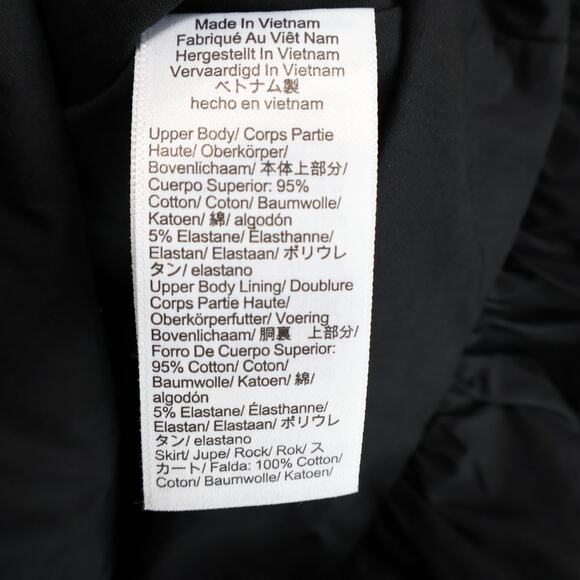 Made In Vietnam
Fabriqué Au Viêt Nam
Hergestellt In Vietnam
Vervaardigd In Vietnam
ベトナム製
hecho en vietnam
Upper Body/ Corps Partie
Haute/ Oberkörper/
Bovenlichaam/ 本体上部分/
Cuerpo Superior: 95%
Cotton/ Coton/ Baumwolle/
Katoen/ 綿/ algodón
5% Elastane/ Élasthanne/
Elastan/ Elastaan/ ポリウレ
タン/ elastano
Upper Body Lining/ Doublure
Corps Partie Haute/
Oberkörperfutter/ Voering
Bovenlichaam/ 胴裏 上部分/
Forro De Cuerpo Superior:
95% Cotton/ Coton/
Baumwolle/ Katoen/ 綿/
algodón
5% Elastane/ Élasthanne/
Elastan/ Elastaan/ ポリウレ
タン/ elastano
Skirt/ Jupe/ Rock/ Rok/ ス
カート/ Falda: 100% Cotton/
Coton/ Baumwolle/ Katoen/